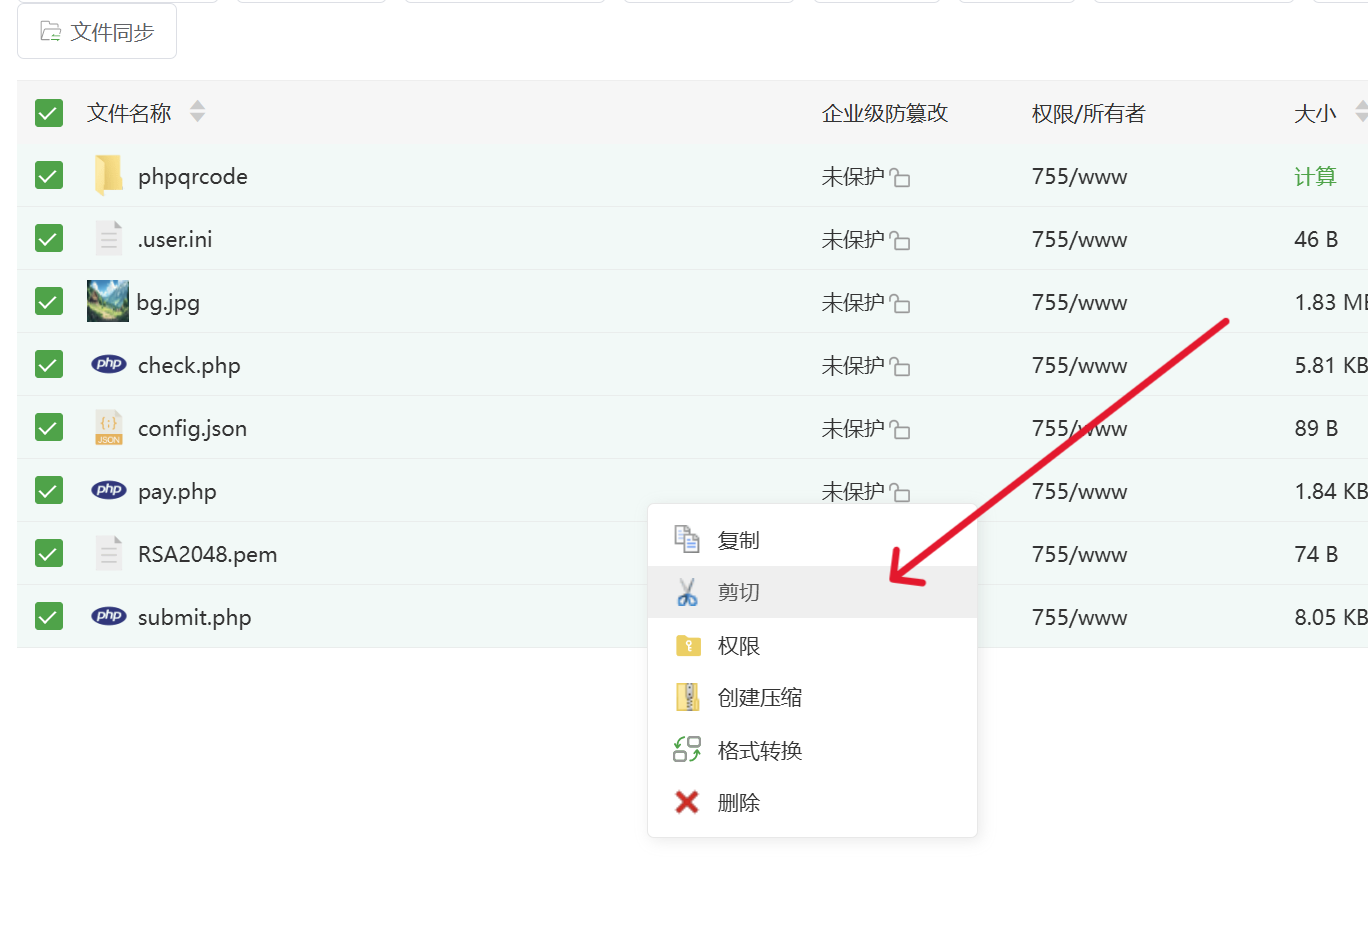 文件同步
文件名称 企业级防篡改 权限/所有者 大小
phpqrcode 未保护 755/www 计算
.user.ini 未保护 755/www 46 B
bg.jpg 未保护 755/www 1.83 MB
php check.php 未保护 755/www 5.81 KB
{;} JSON config.json 未保护 755/www 89 B
php pay.php 未保护 755/www 1.84 KB
RSA2048.pem 755/www 74 B
php submit.php 755/www 8.05 KB
复制
剪切
权限
创建压缩
格式转换
删除